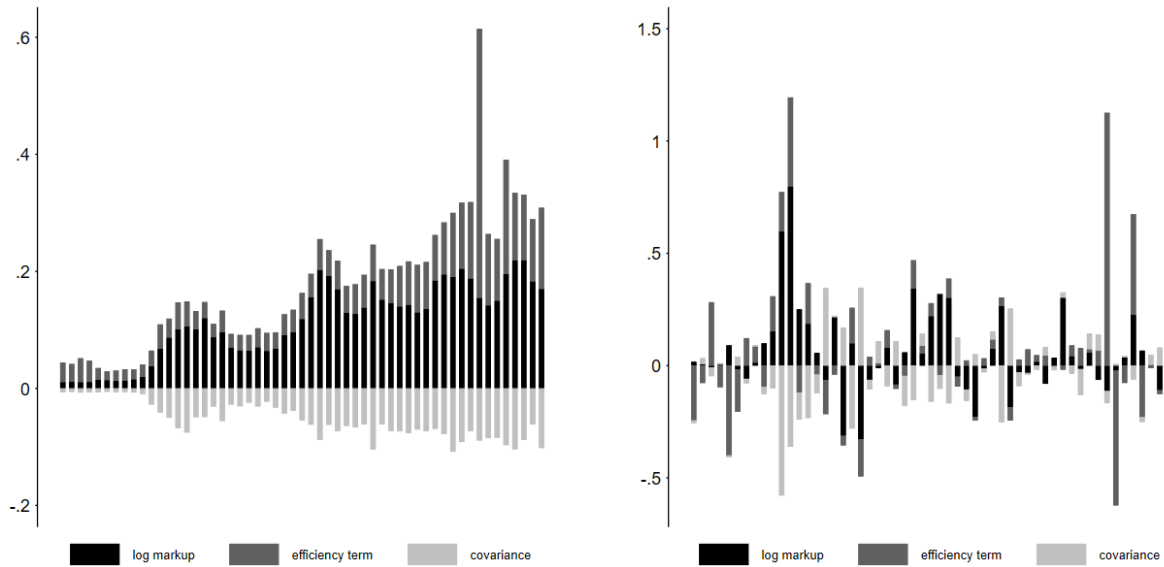 .6
.4
.2
0
-.2
log markup
efficiency term
covariance
1.5
1
.5
0
-.5
log markup
efficiency term
covariance